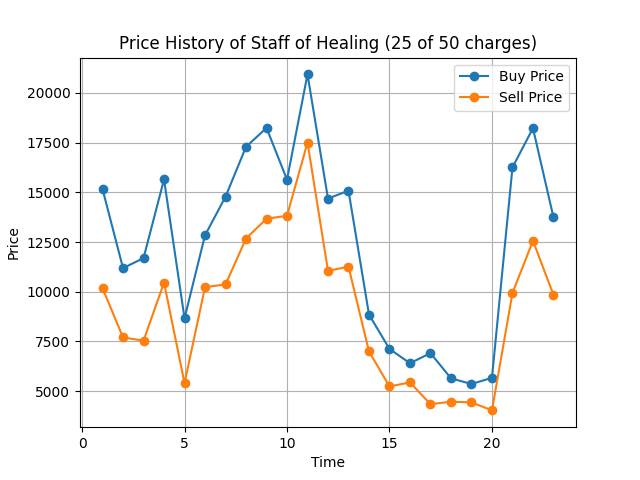 Price History of Staff of Healing (25 of 50 charges)
Buy Price
Sell Price
20000
17500
15000
12500
10000
7500
5000
Price
0
5
10
15
20
Time